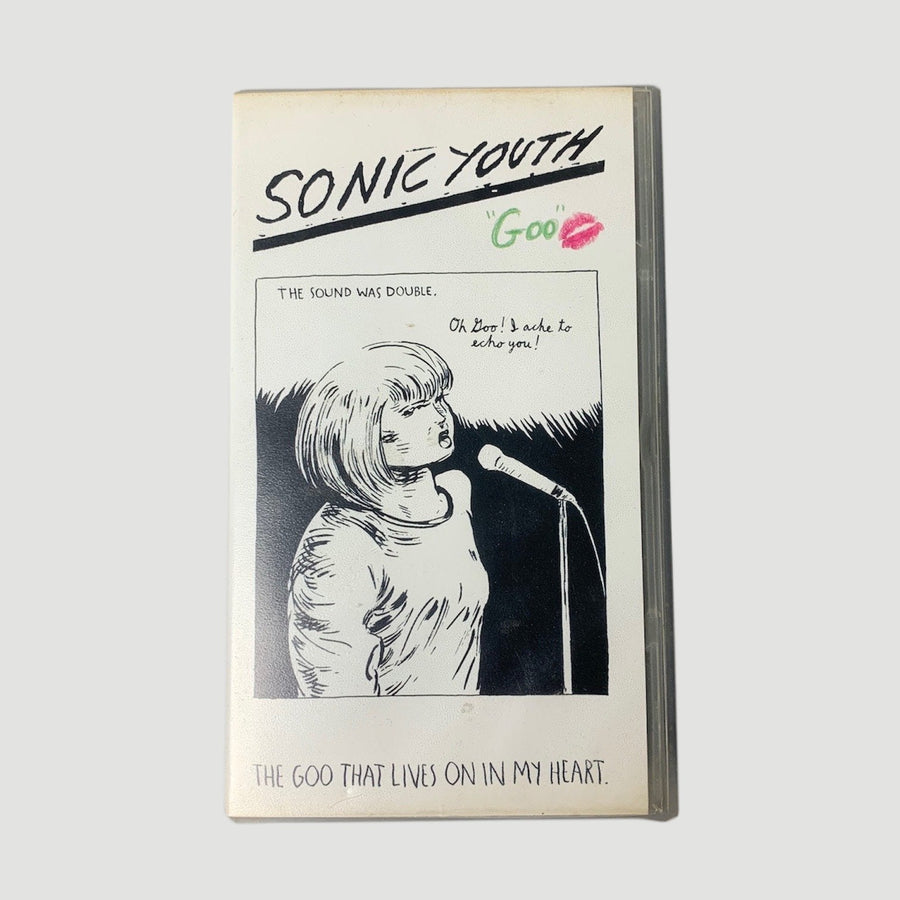 SONIC YOUTH
"Goo"
THE SOUND WAS DOUBLE.
Oh Goo! I ache to
echo you!
THE GOO THAT LIVES ON IN MY HEART.